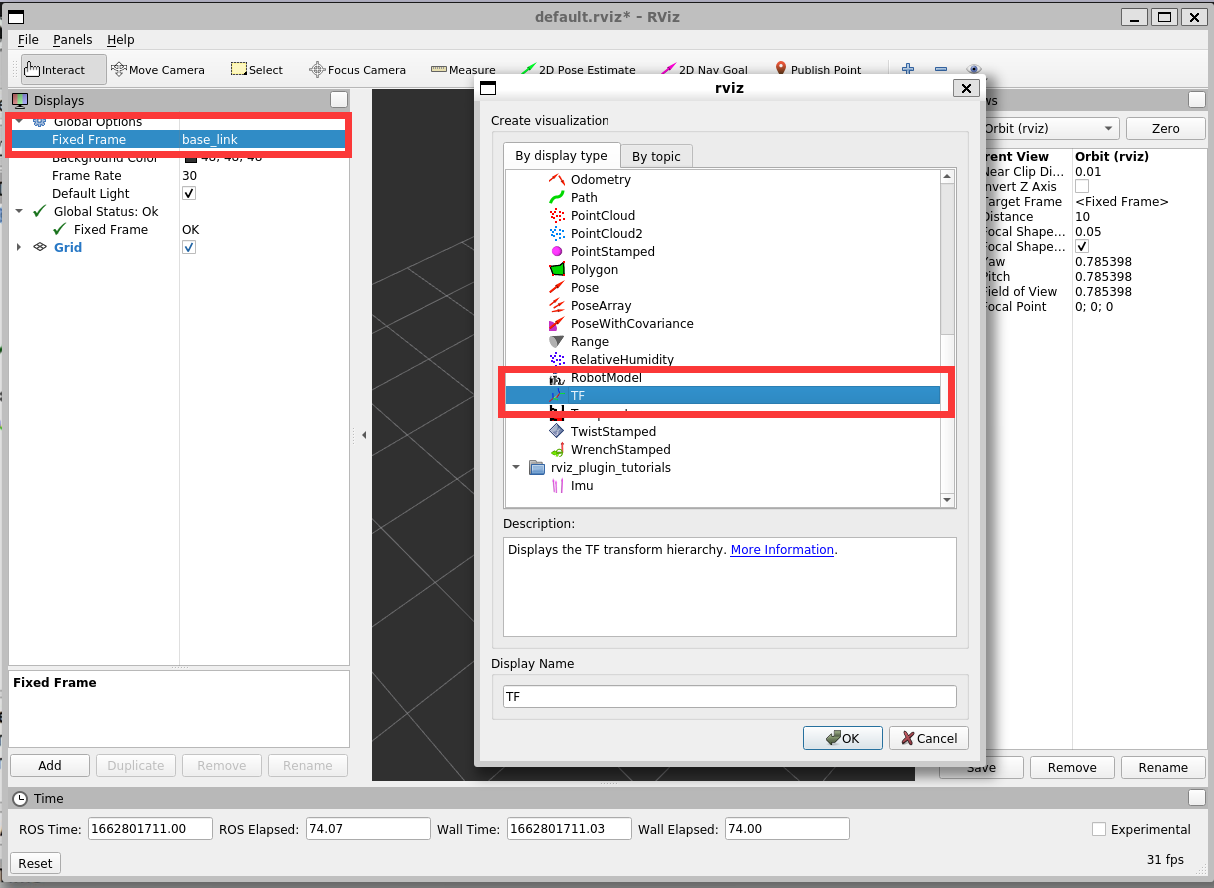 default.rviz* - RViz
File Panels Help
Interact Move Camera Select Focus Camera Measure 2D Pose Estimate 2D Nav Goal Publish Point
Displays
Global Options
Fixed Frame base_link
Background Color 48; 48; 48
Frame Rate 30
Default Light
Global Status: Ok
Fixed Frame OK
Grid
Fixed Frame
Add Duplicate Remove Rename
rviz
Create visualization
By display type By topic
Odometry
Path
PointCloud
PointCloud2
PointStamped
Polygon
Pose
PoseArray
PoseWithCovariance
Range
RelativeHumidity
RobotModel
TF
TwistStamped
WrenchStamped
rviz_plugin_tutorials
Imu
Description:
Displays the TF transform hierarchy. More Information.
Display Name
TF
OK Cancel
ws
Orbit (rviz) Zero
rent View Orbit (rviz)
Near Clip Di... 0.01
nvert Z Axis
Target Frame <Fixed Frame>
Distance 10
Focal Shape... 0.05
Focal Shape...
Yaw 0.785398
Pitch 0.785398
Field of View 0.785398
Focal Point 0; 0; 0
Save Remove Rename
Time
ROS Time: 1662801711.00 ROS Elapsed: 74.07 Wall Time: 1662801711.03 Wall Elapsed: 74.00 Experimental
Reset 31 fps